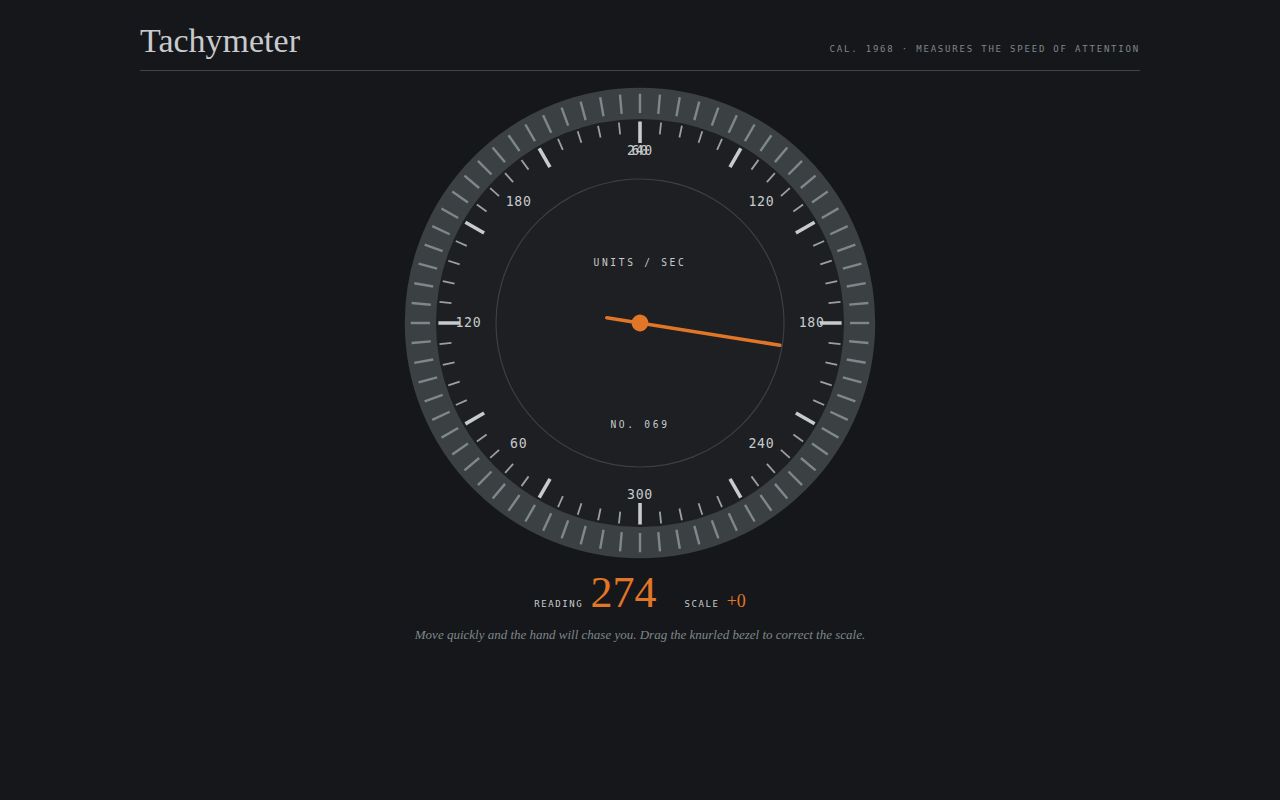 Tachymeter
CAL. 1968 · MEASURES THE SPEED OF ATTENTION
240
60
180
120
UNITS / SEC
120
180
NO. 069
60
240
300
READING 274 SCALE +0
Move quickly and the hand will chase you. Drag the knurled bezel to correct the scale.